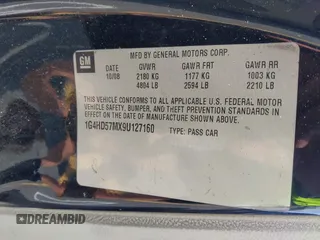 GM
MFD BY GENERAL MOTORS CORP.
DATE GVWR GAWR FRT GAWR RR
10/08 2180 KG 1177 KG 1003 KG
4804 LB 2594 LB 2210 LB
THIS VEHICLE CONFORMS TO ALL APPLICABLE U.S. FEDERAL MOTOR
VEHICLE SAFETY, BUMPER, AND THEFT PREVENTION STANDARDS IN
EFFECT ON THE DATE OF MANUFACTURE SHOWN ABOVE.
1G4HD57MX9U127160 TYPE: PASS CAR
DREAMBID